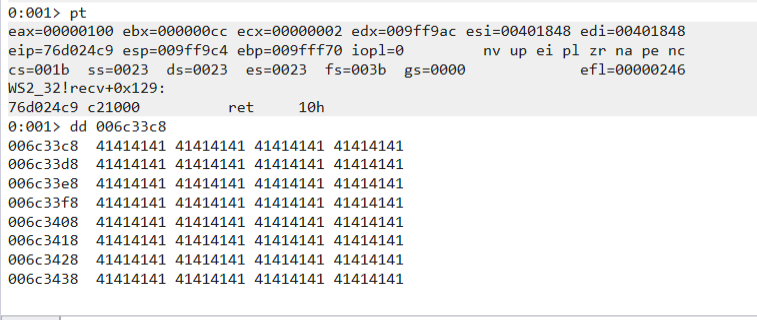 0:001> pt
eax=00000100 ebx=000000cc ecx=00000002 edx=009ff9ac esi=00401848 edi=00401848
eip=76d024c9 esp=009ff9c4 ebp=009fff70 iopl=0 nv up ei pl zr na pe nc
cs=001b ss=0023 ds=0023 es=0023 fs=003b gs=0000 efl=00000246
WS2_32!recv+0x129:
76d024c9 c21000 ret 10h
0:001> dd 006c33c8
006c33c8 41414141 41414141 41414141 41414141
006c33d8 41414141 41414141 41414141 41414141
006c33e8 41414141 41414141 41414141 41414141
006c33f8 41414141 41414141 41414141 41414141
006c3408 41414141 41414141 41414141 41414141
006c3418 41414141 41414141 41414141 41414141
006c3428 41414141 41414141 41414141 41414141
006c3438 41414141 41414141 41414141 41414141